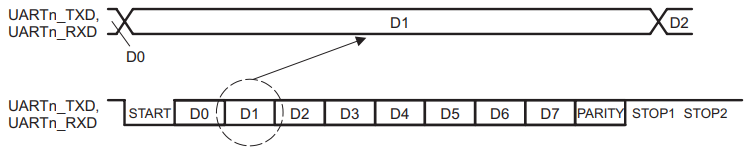 UARTn_TXD,
UARTn_RXD
D1
D2
D0
UARTn_TXD,
UARTn_RXD
START D0 D1 D2 D3 D4 D5 D6 D7 PARITY STOP1 STOP2